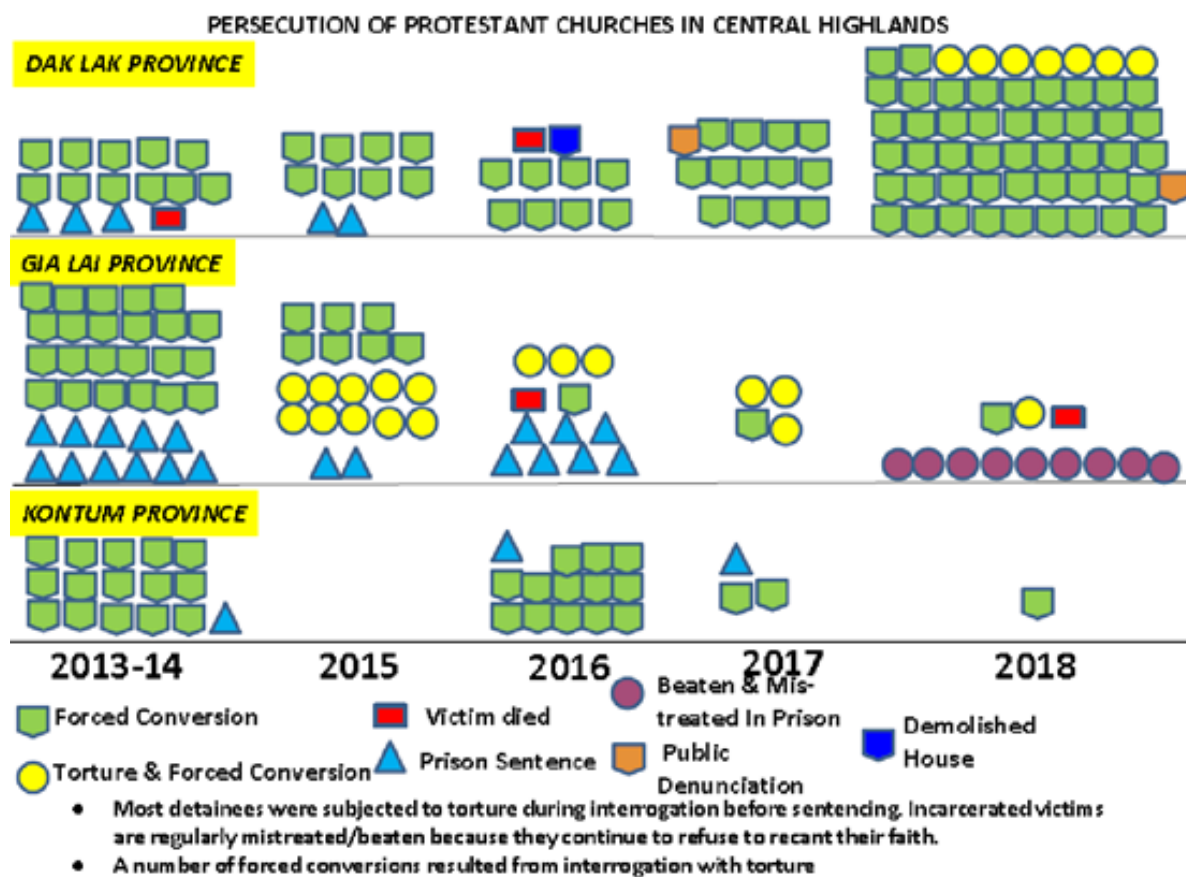 PERSECUTION OF PROTESTANT CHURCHES IN CENTRAL HIGHLANDS
DAK LAK PROVINCE
GIA LAI PROVINCE
KONTUM PROVINCE
2013-14 2015 2016 2017 2018
Forced Conversion
Victim died
Beaten & Mis-
treated In Prison
Demolished
House
Torture & Forced Conversion
Prison Sentence
Public
Denunciation
• Most detainees were subjected to torture during interrogation before sentencing. Incarcerated victims
are regularly mistreated/beaten because they continue to refuse to recant their faith.
• A number of forced conversions resulted from interrogation with torture